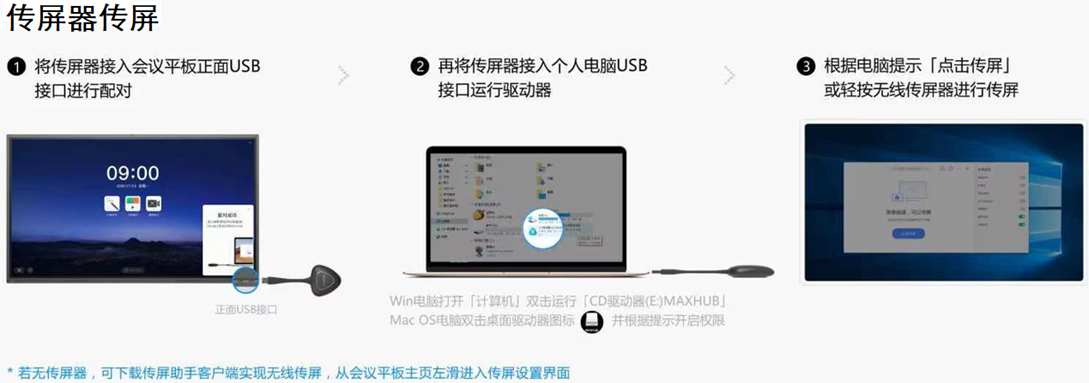 传屏器传屏
1 将传屏器接入会议平板正面USB
接口进行配对
2 再将传屏器接入个人电脑USB
接口运行驱动器
3 根据电脑提示「点击传屏」
或轻按无线传屏器进行传屏
09:00
配对成功
正面USB接口
Win电脑打开「计算机」双击运行「CD驱动器(E:)MAXHUB」
Mac OS电脑双击桌面驱动器图标 并根据提示开启权限
* 若无传屏器，可下载传屏助手客户端实现无线传屏，从会议平板主页左滑进入传屏设置界面